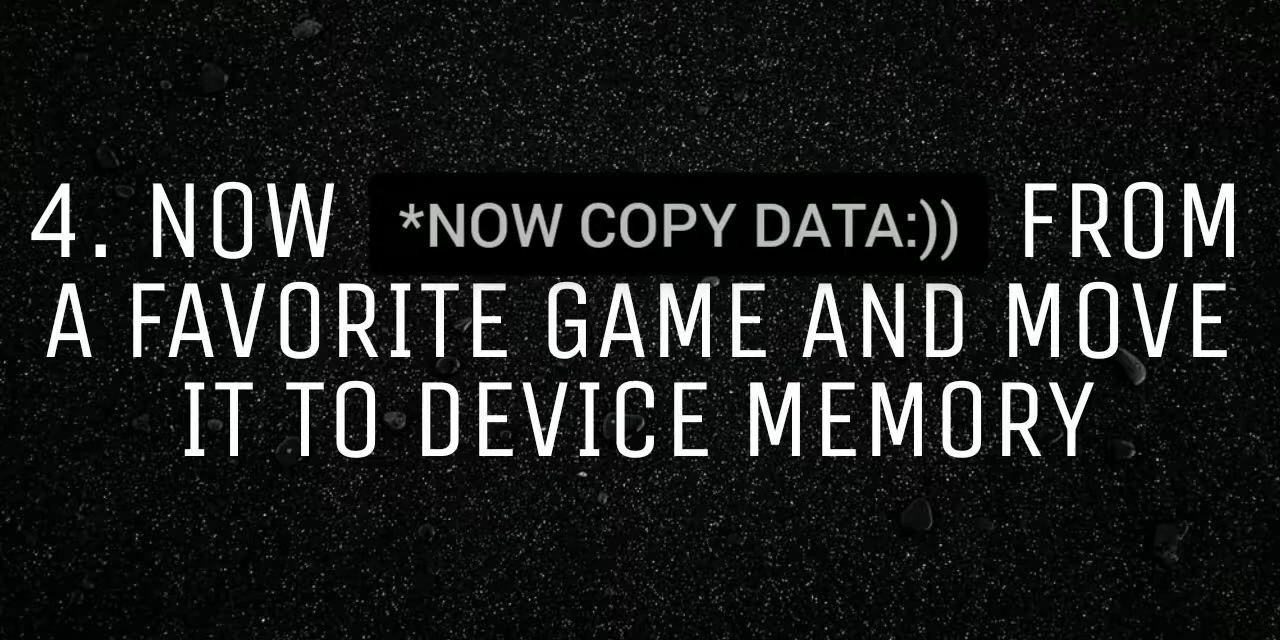 4. NOW *NOW COPY DATA:)) FROM
A FAVORITE GAME AND MOVE
IT TO DEVICE MEMORY